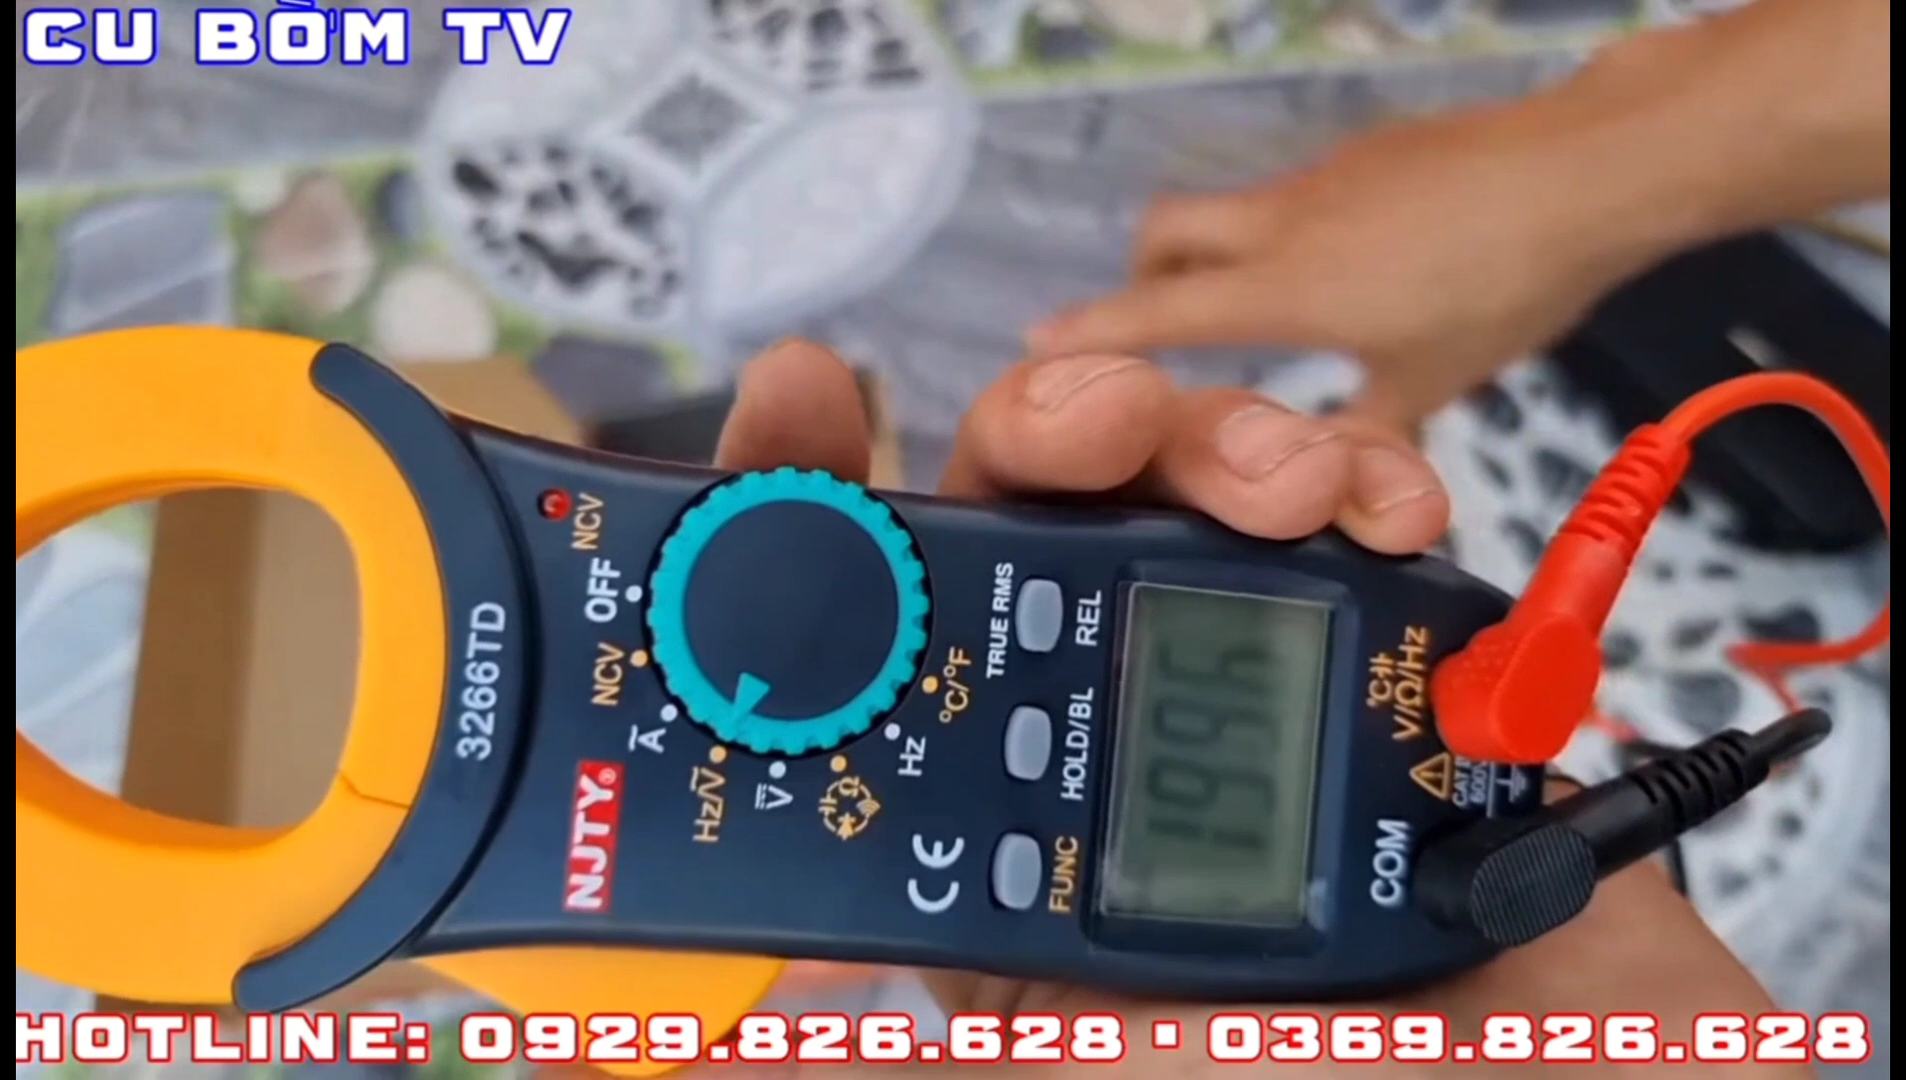 CU BỜM TV
NCV
OFF
NCV
Ã
Hz/Ṽ
V
Ω
Hz
°C/°F
3266TD
NJTY®
CE
TRUE RMS
REL
HOLD/BL
FUNC
°C
V/Ω/Hz
COM
HOTLINE: 0929.826.628 ▪ 0369.826.628